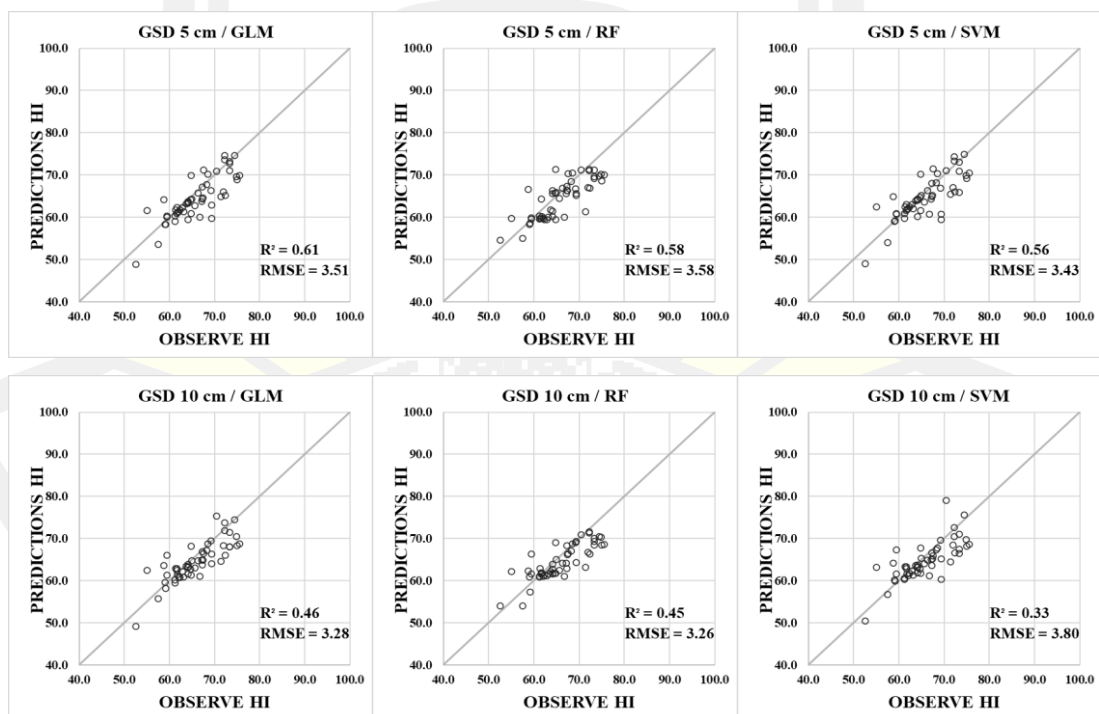 GSD 5 cm / GLM
PREDICTIONS HI
100.0
90.0
80.0
70.0
60.0
50.0
40.0
R² = 0.61
RMSE = 3.51
40.0 50.0 60.0 70.0 80.0 90.0 100.0
OBSERVE HI
GSD 5 cm / RF
PREDICTIONS HI
100.0
90.0
80.0
70.0
60.0
50.0
40.0
R² = 0.58
RMSE = 3.58
40.0 50.0 60.0 70.0 80.0 90.0 100.0
OBSERVE HI
GSD 5 cm / SVM
PREDICTIONS HI
100.0
90.0
80.0
70.0
60.0
50.0
40.0
R² = 0.56
RMSE = 3.43
40.0 50.0 60.0 70.0 80.0 90.0 100.0
OBSERVE HI
GSD 10 cm / GLM
PREDICTIONS HI
100.0
90.0
80.0
70.0
60.0
50.0
40.0
R² = 0.46
RMSE = 3.28
40.0 50.0 60.0 70.0 80.0 90.0 100.0
OBSERVE HI
GSD 10 cm / RF
PREDICTIONS HI
100.0
90.0
80.0
70.0
60.0
50.0
40.0
R² = 0.45
RMSE = 3.26
40.0 50.0 60.0 70.0 80.0 90.0 100.0
OBSERVE HI
GSD 10 cm / SVM
PREDICTIONS HI
100.0
90.0
80.0
70.0
60.0
50.0
40.0
R² = 0.33
RMSE = 3.80
40.0 50.0 60.0 70.0 80.0 90.0 100.0
OBSERVE HI